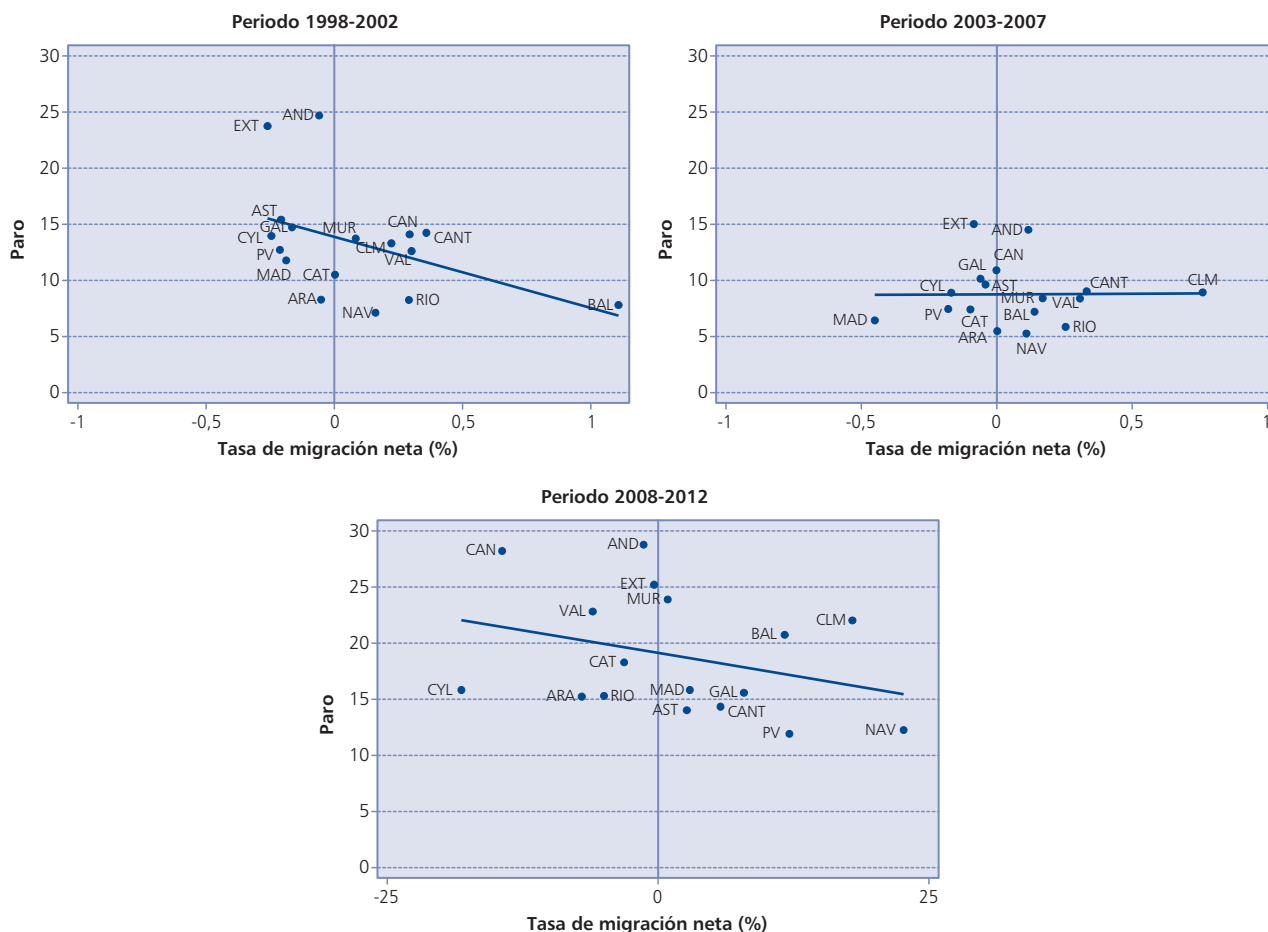 Periodo 1998-2002
30
25
20
15
10
5
0
Paro
EXT
AND
AST
GAL
CYL
PV
MAD
MUR
CAN
CANT
CLM
VAL
CAT
ARA
NAV
RIO
BAL
-1
-0,5
0
0,5
1
Tasa de migración neta (%)
Periodo 2003-2007
30
25
20
15
10
5
0
Paro
EXT
AND
CAN
GAL
AST
CYL
CANT
CLM
MUR
VAL
PV
CAT
BAL
MAD
ARA
NAV
RIO
-1
-0,5
0
0,5
1
Tasa de migración neta (%)
Periodo 2008-2012
30
25
20
15
10
5
0
Paro
CAN
AND
EXT
MUR
VAL
BAL
CLM
CAT
CYL
ARA
RIO
MAD
GAL
AST
CANT
PV
NAV
-25
0
25
Tasa de migración neta (%)